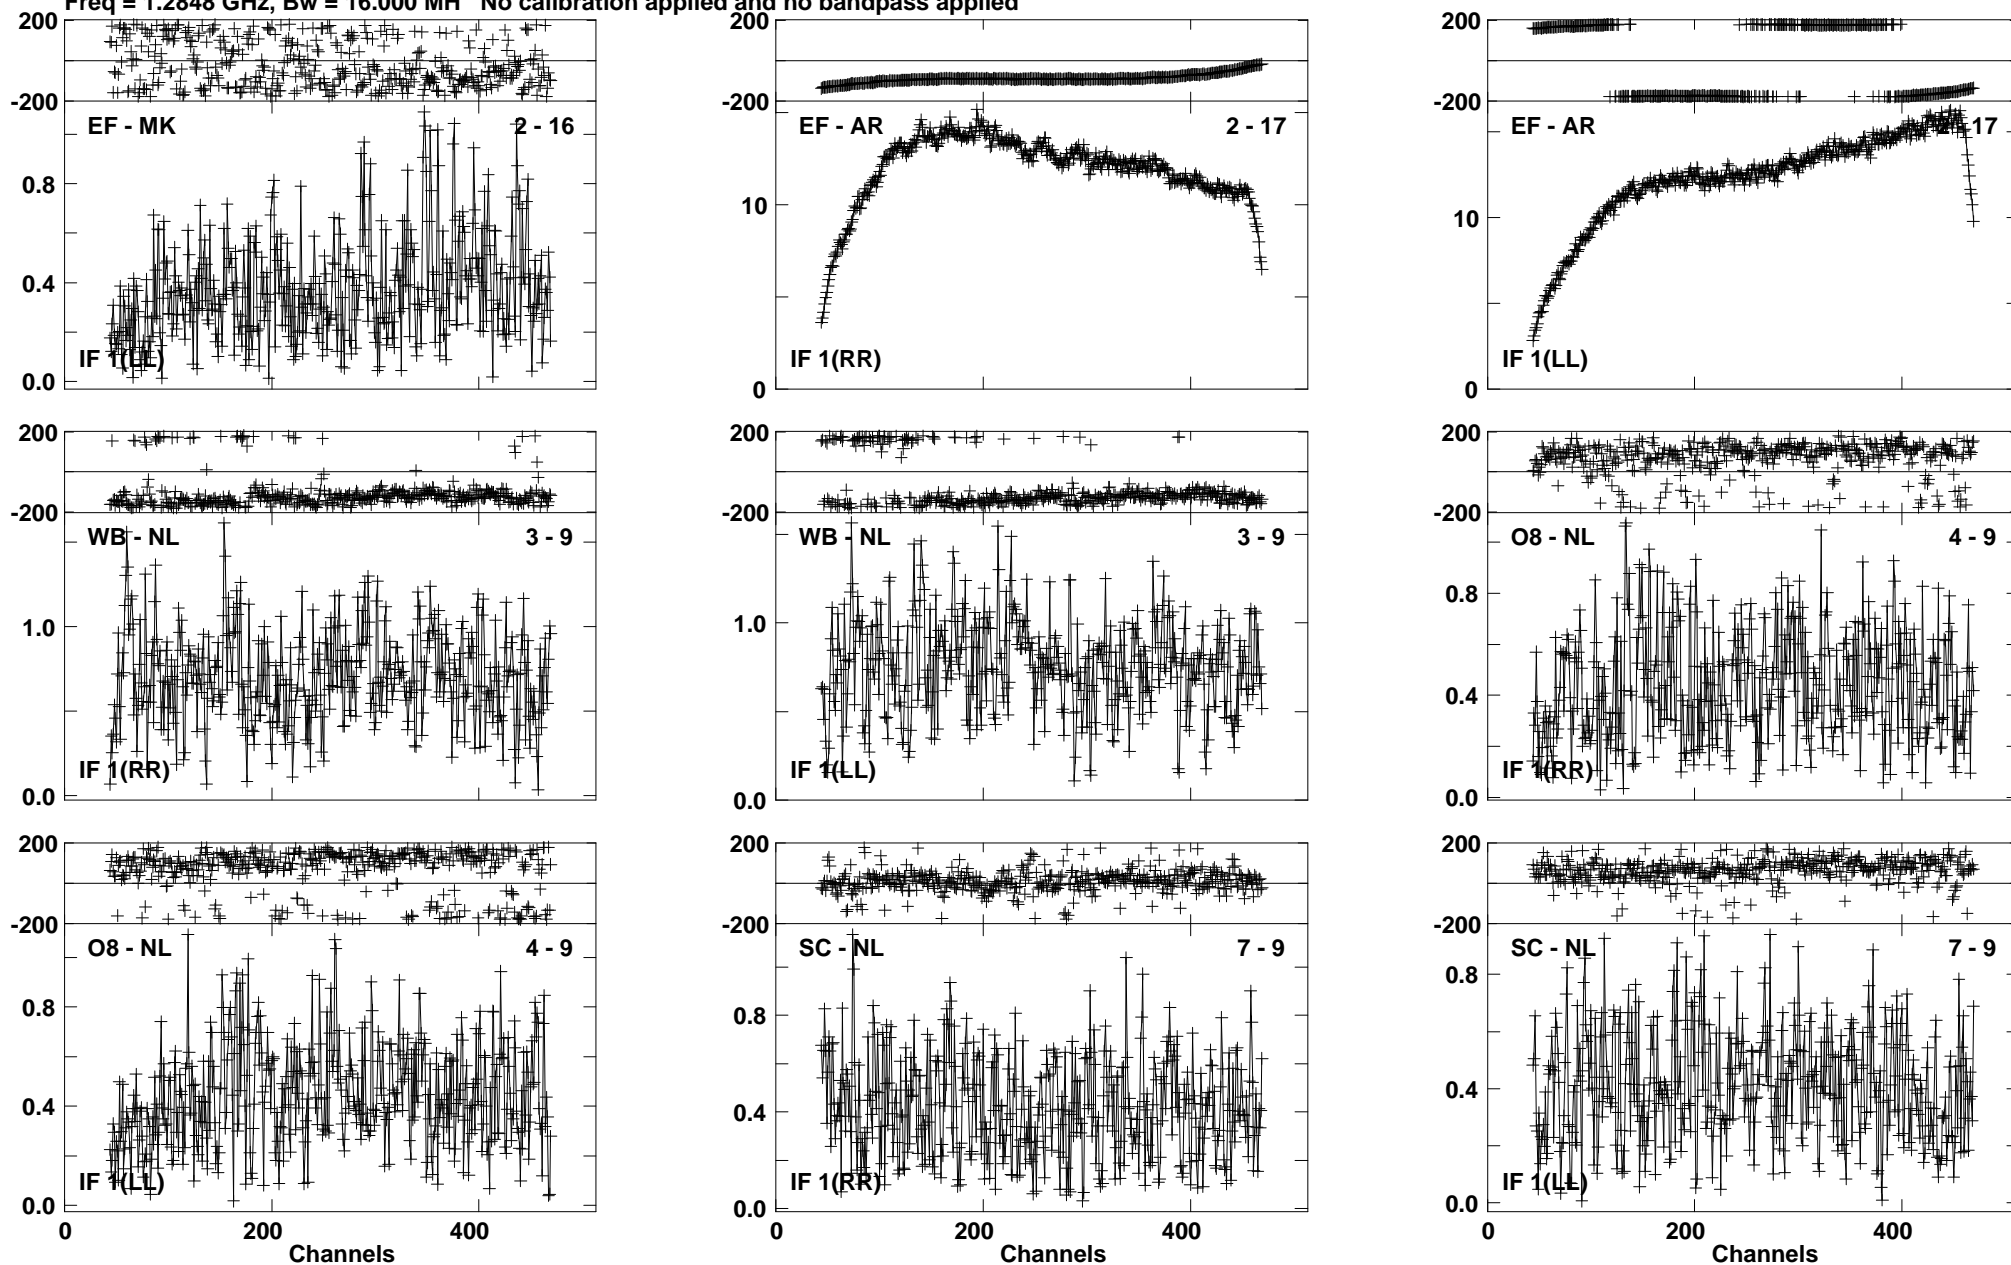 Freq = 1.2848 GHz, Bw = 16.000 MH No calibration applied and no bandpass applied
200
-200
EF - MK 2 - 16
0.8
0.4
0.0
IF 1(LL)
200
-200
EF - AR 2 - 17
10
0
IF 1(RR)
200
-200
EF - AR 2 - 17
10
0
IF 1(LL)
200
-200
WB - NL 3 - 9
1.0
0.0
IF 1(RR)
200
-200
WB - NL 3 - 9
1.0
0.0
IF 1(LL)
200
-200
O8 - NL 4 - 9
0.8
0.4
0.0
IF 1(RR)
200
-200
O8 - NL 4 - 9
0.8
0.4
0.0
IF 1(LL)
0 200 400
Channels
200
-200
SC - NL 7 - 9
0.8
0.4
0.0
IF 1(RR)
0 200 400
Channels
200
-200
SC - NL 7 - 9
0.8
0.4
0.0
IF 1(LL)
0 200 400
Channels